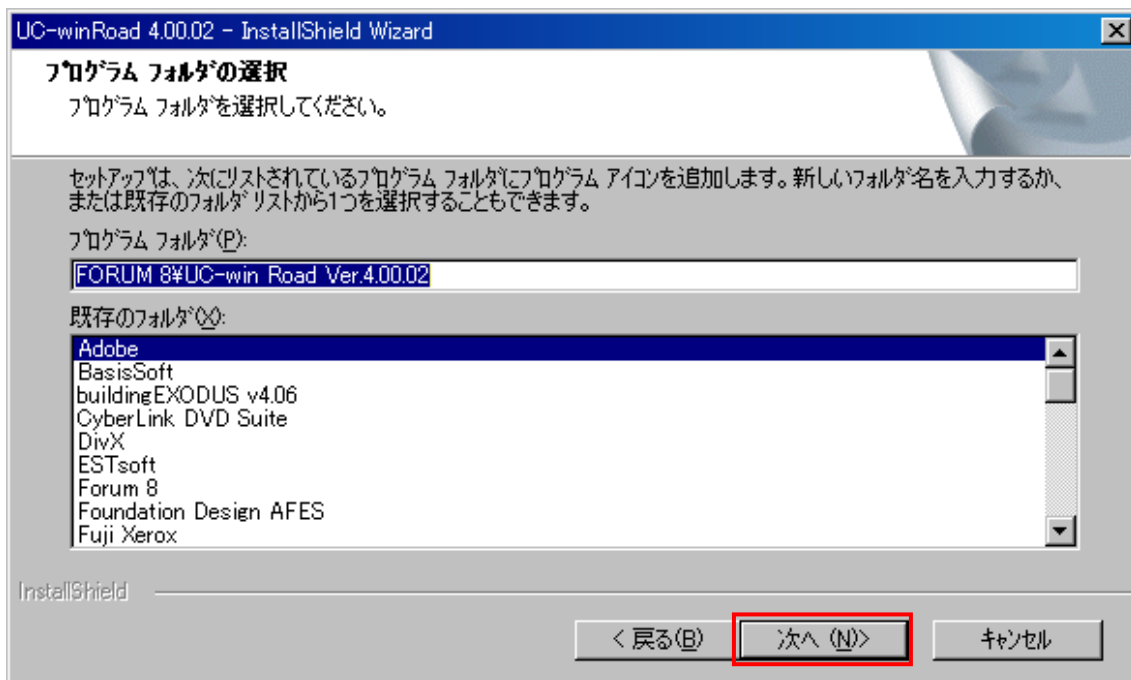 UC-winRoad 4.00.02 - InstallShield Wizard
プログラム フォルダの選択
プログラム フォルダを選択してください。
セットアップは、次にリストされているプログラム フォルダにプログラム アイコンを追加します。新しいフォルダ名を入力するか、
または既存のフォルダ リストから1つを選択することもできます。
プログラム フォルダ(P):
FORUM 8¥UC-win Road Ver.4.00.02
既存のフォルダ(X):
Adobe
BasisSoft
buildingEXODUS v4.06
CyberLink DVD Suite
DivX
ESTsoft
Forum 8
Foundation Design AFES
Fuji Xerox
InstallShield
< 戻る(B) 次へ (N)> キャンセル